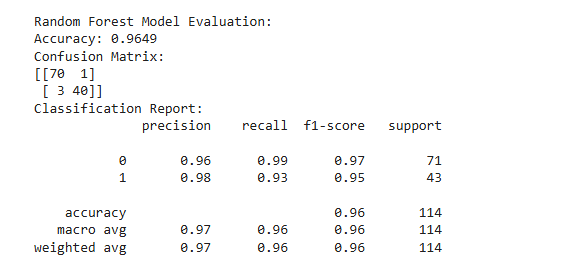 Random Forest Model Evaluation:
Accuracy: 0.9649
Confusion Matrix:
[[70  1]
 [ 3 40]]
Classification Report:
              precision    recall  f1-score   support

           0       0.96      0.99      0.97        71
           1       0.98      0.93      0.95        43

    accuracy                           0.96       114
   macro avg       0.97      0.96      0.96       114
weighted avg       0.97      0.96      0.96       114